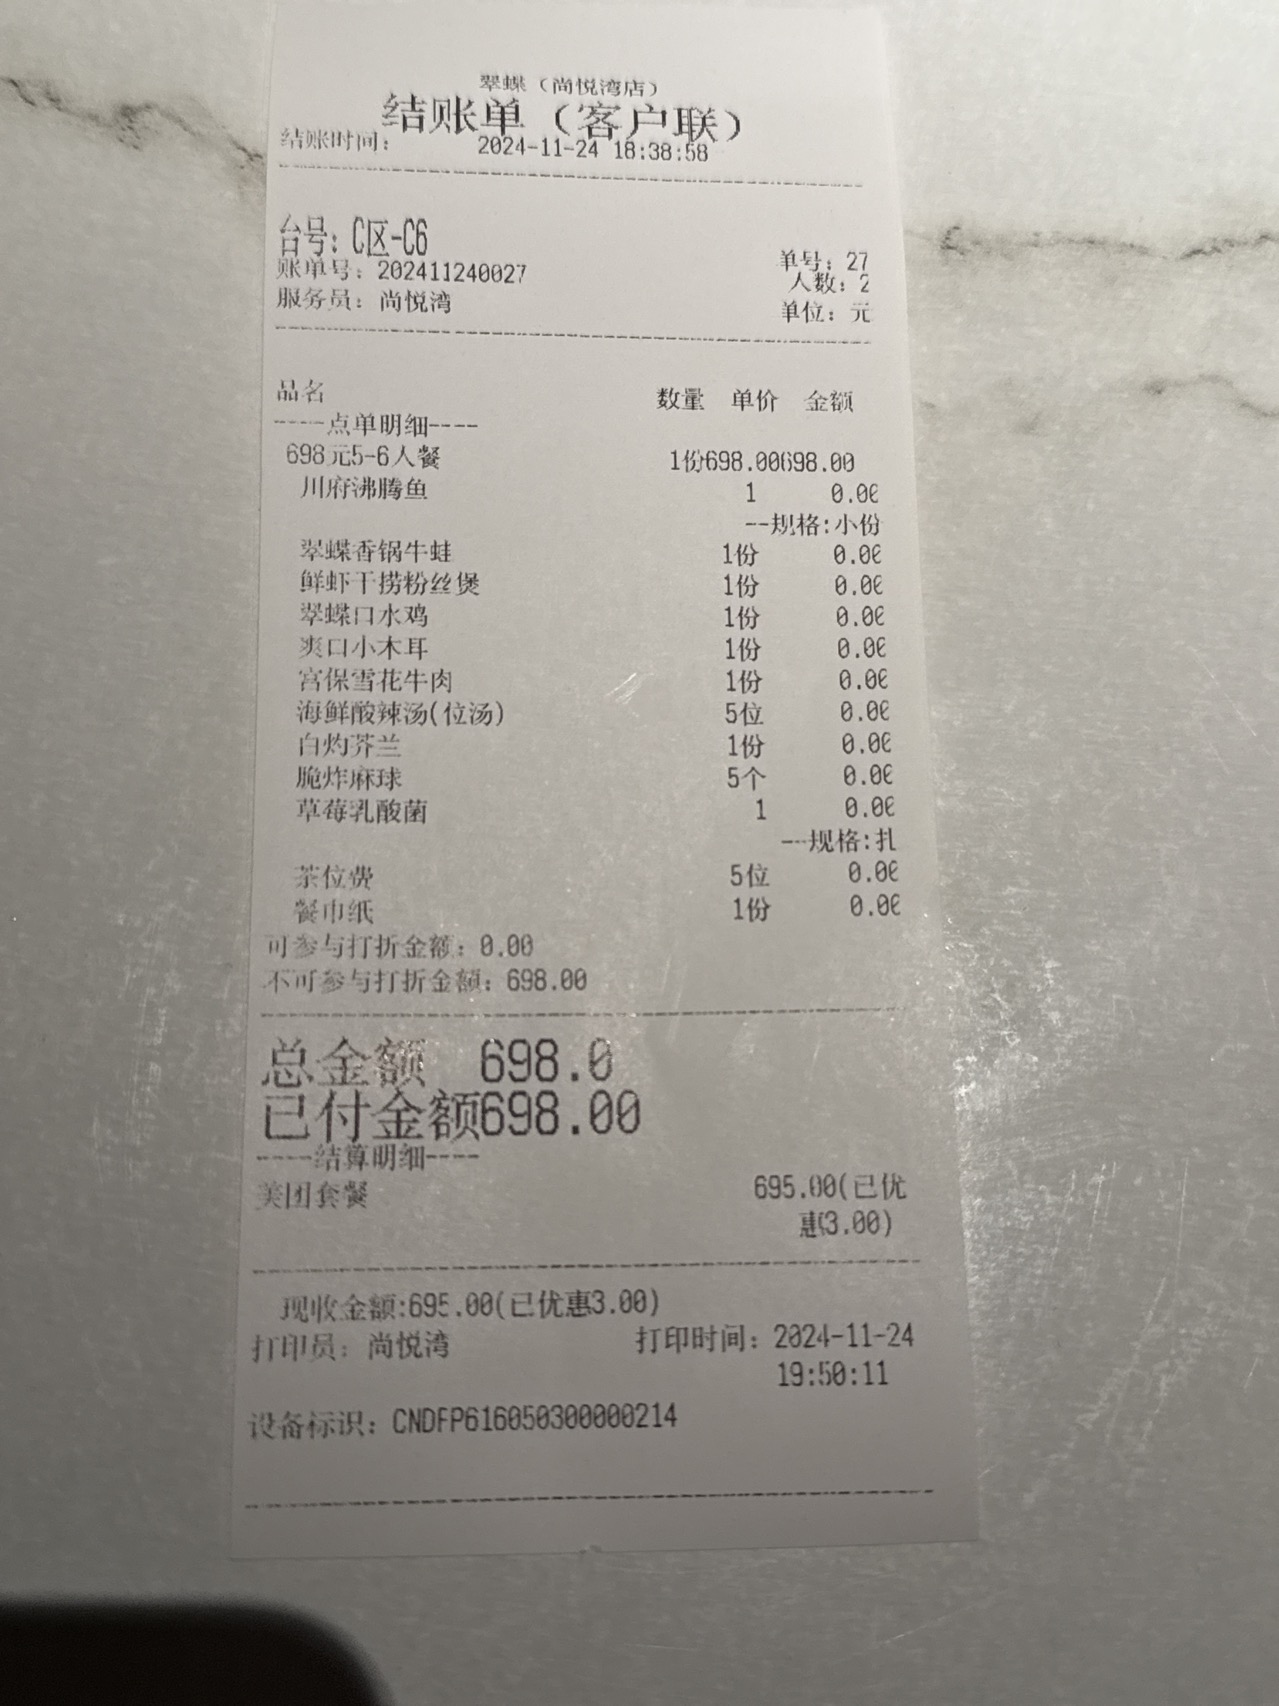 翠蝶（尚悦湾店）
结账单（客户联）
结账时间： 2024-11-24 18:38:58
台号：C区-C6
单号：27
账单号：202411240027 人数：2
服务员：尚悦湾 单位：元
品名 数量 单价 金额
----点单明细----
698元5-6人餐 1份698.00698.00
川府沸腾鱼 1 0.00
--规格:小份
翠蝶香锅牛蛙 1份 0.00
鲜虾干捞粉丝煲 1份 0.00
翠蝶口水鸡 1份 0.00
爽口小木耳 1份 0.00
宫保雪花牛肉 1份 0.00
海鲜酸辣汤(位汤) 5位 0.00
白灼芥兰 1份 0.00
脆炸麻球 5个 0.00
草莓乳酸菌 1 0.00
--规格:扎
茶位费 5位 0.00
餐巾纸 1份 0.00
可参与打折金额：0.00
不可参与打折金额：698.00
总金额 698.0
已付金额698.00
----结算明细----
美团套餐 695.00(已优
惠3.00)
现收金额:695.00(已优惠3.00)
打印员：尚悦湾 打印时间：2024-11-24
19:50:11
设备标识：CNDFP616050300000214